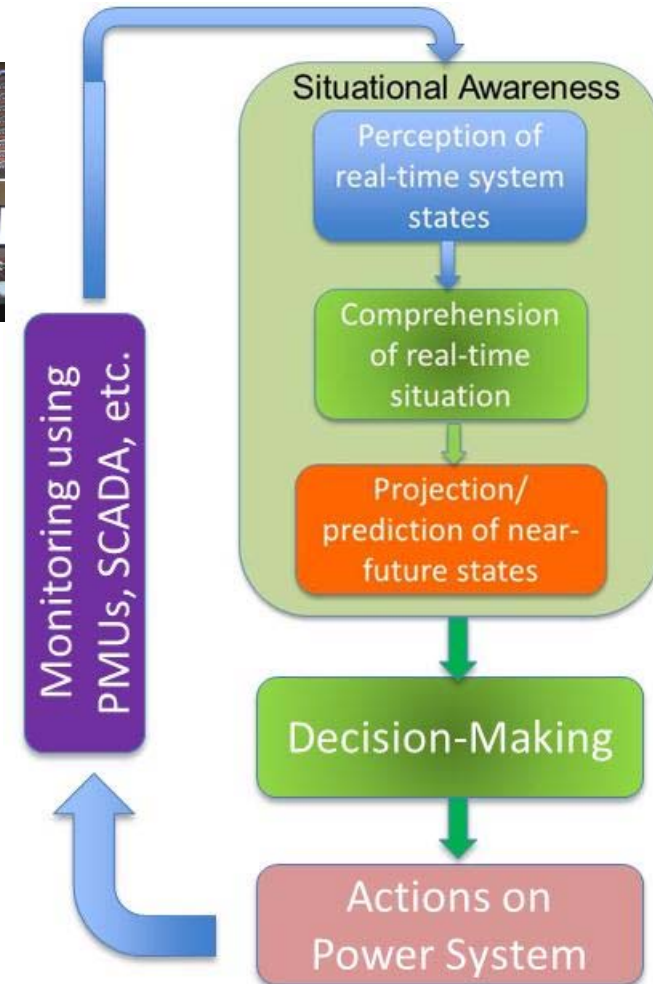 Situational Awareness
Perception of
real-time system
states
Comprehension
of real-time
situation
Projection/
prediction of near-
future states
Decision-Making
Actions on
Power System
Monitoring using
PMUs, SCADA, etc.